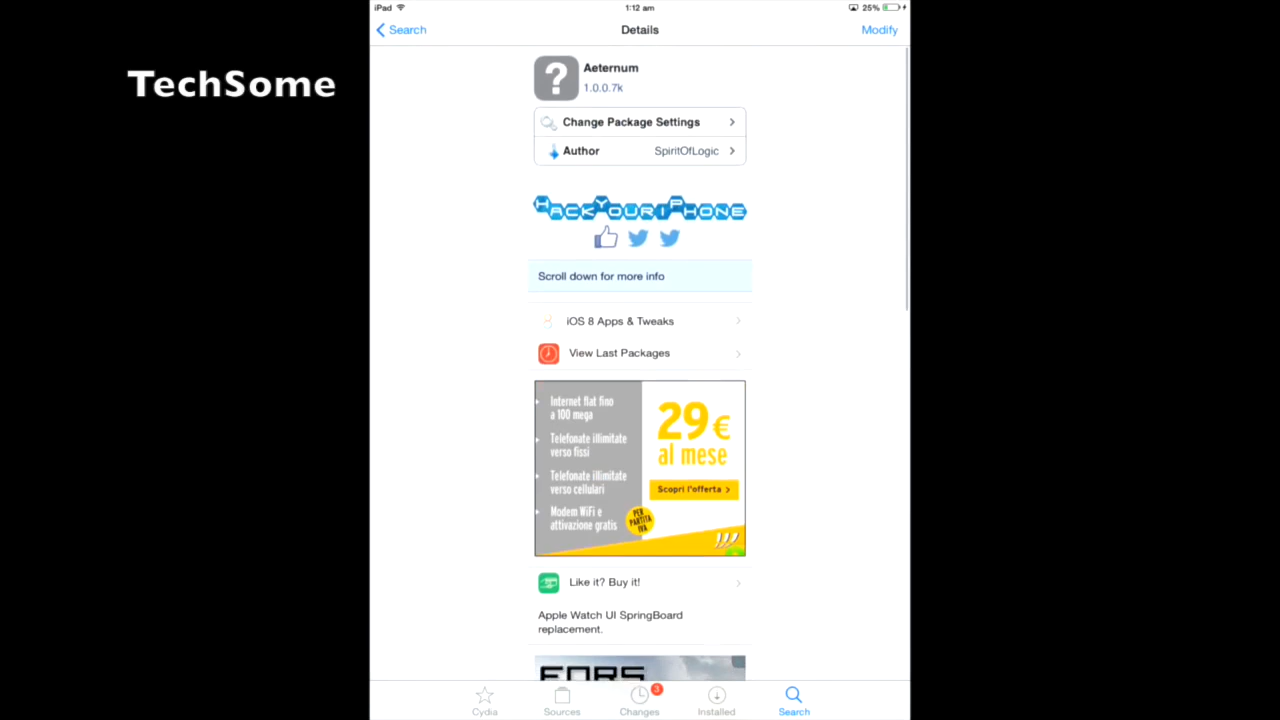 TechSome
iPad
1:12 am
25%
Search
Details
Modify
Aeternum
1.0.0.7k
Change Package Settings
Author SpiritOfLogic
HackYouriPhone
Scroll down for more info
iOS 8 Apps & Tweaks
View Last Packages
Internet flat fino
a 100 mega
Telefonate illimitate
verso fissi
Telefonate illimitate
verso cellulari
Modem WiFi e
attivazione gratis
29€
al mese
Scopri l'offerta
PER
PARTITA
IVA
Like it? Buy it!
Apple Watch UI SpringBoard
replacement.
Cydia
Sources
3
Changes
Installed
Search